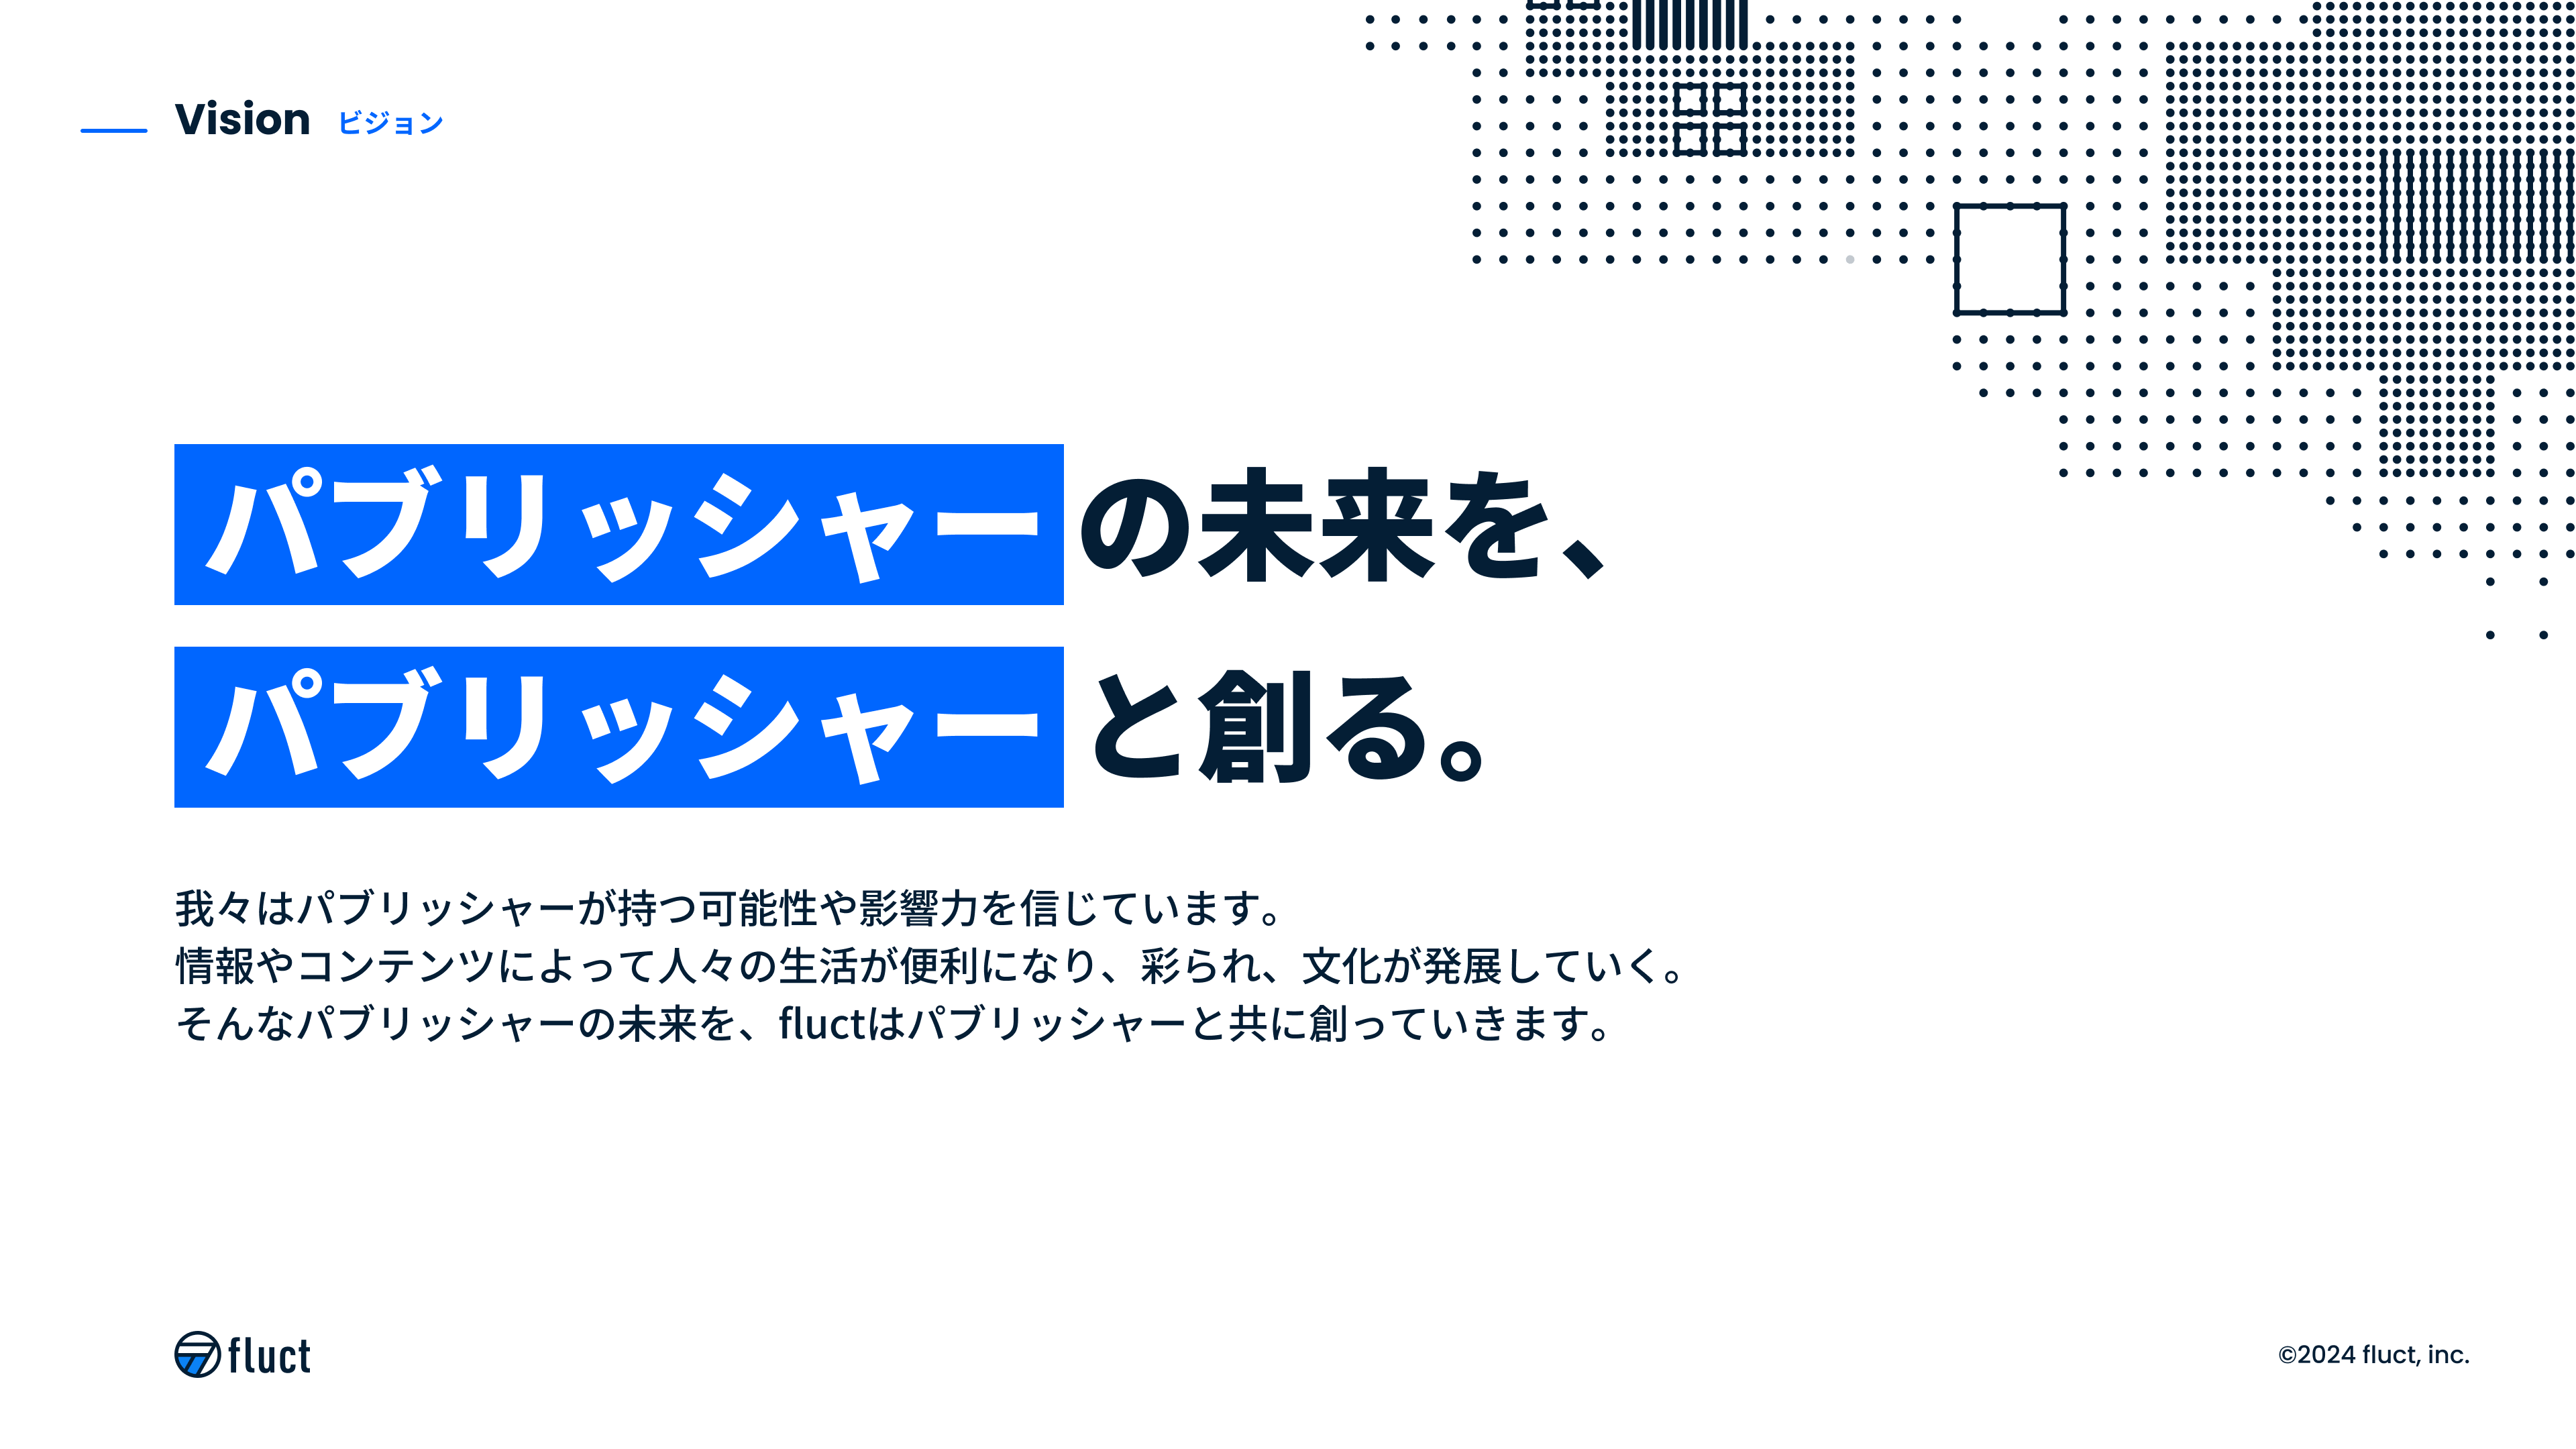 Vision ビジョン
パブリッシャーの未来を、
パブリッシャーと創る。
我々はパブリッシャーが持つ可能性や影響力を信じています。
情報やコンテンツによって人々の生活が便利になり、彩られ、文化が発展していく。
そんなパブリッシャーの未来を、fluctはパブリッシャーと共に創っていきます。
fluct
©2024 fluct, inc.